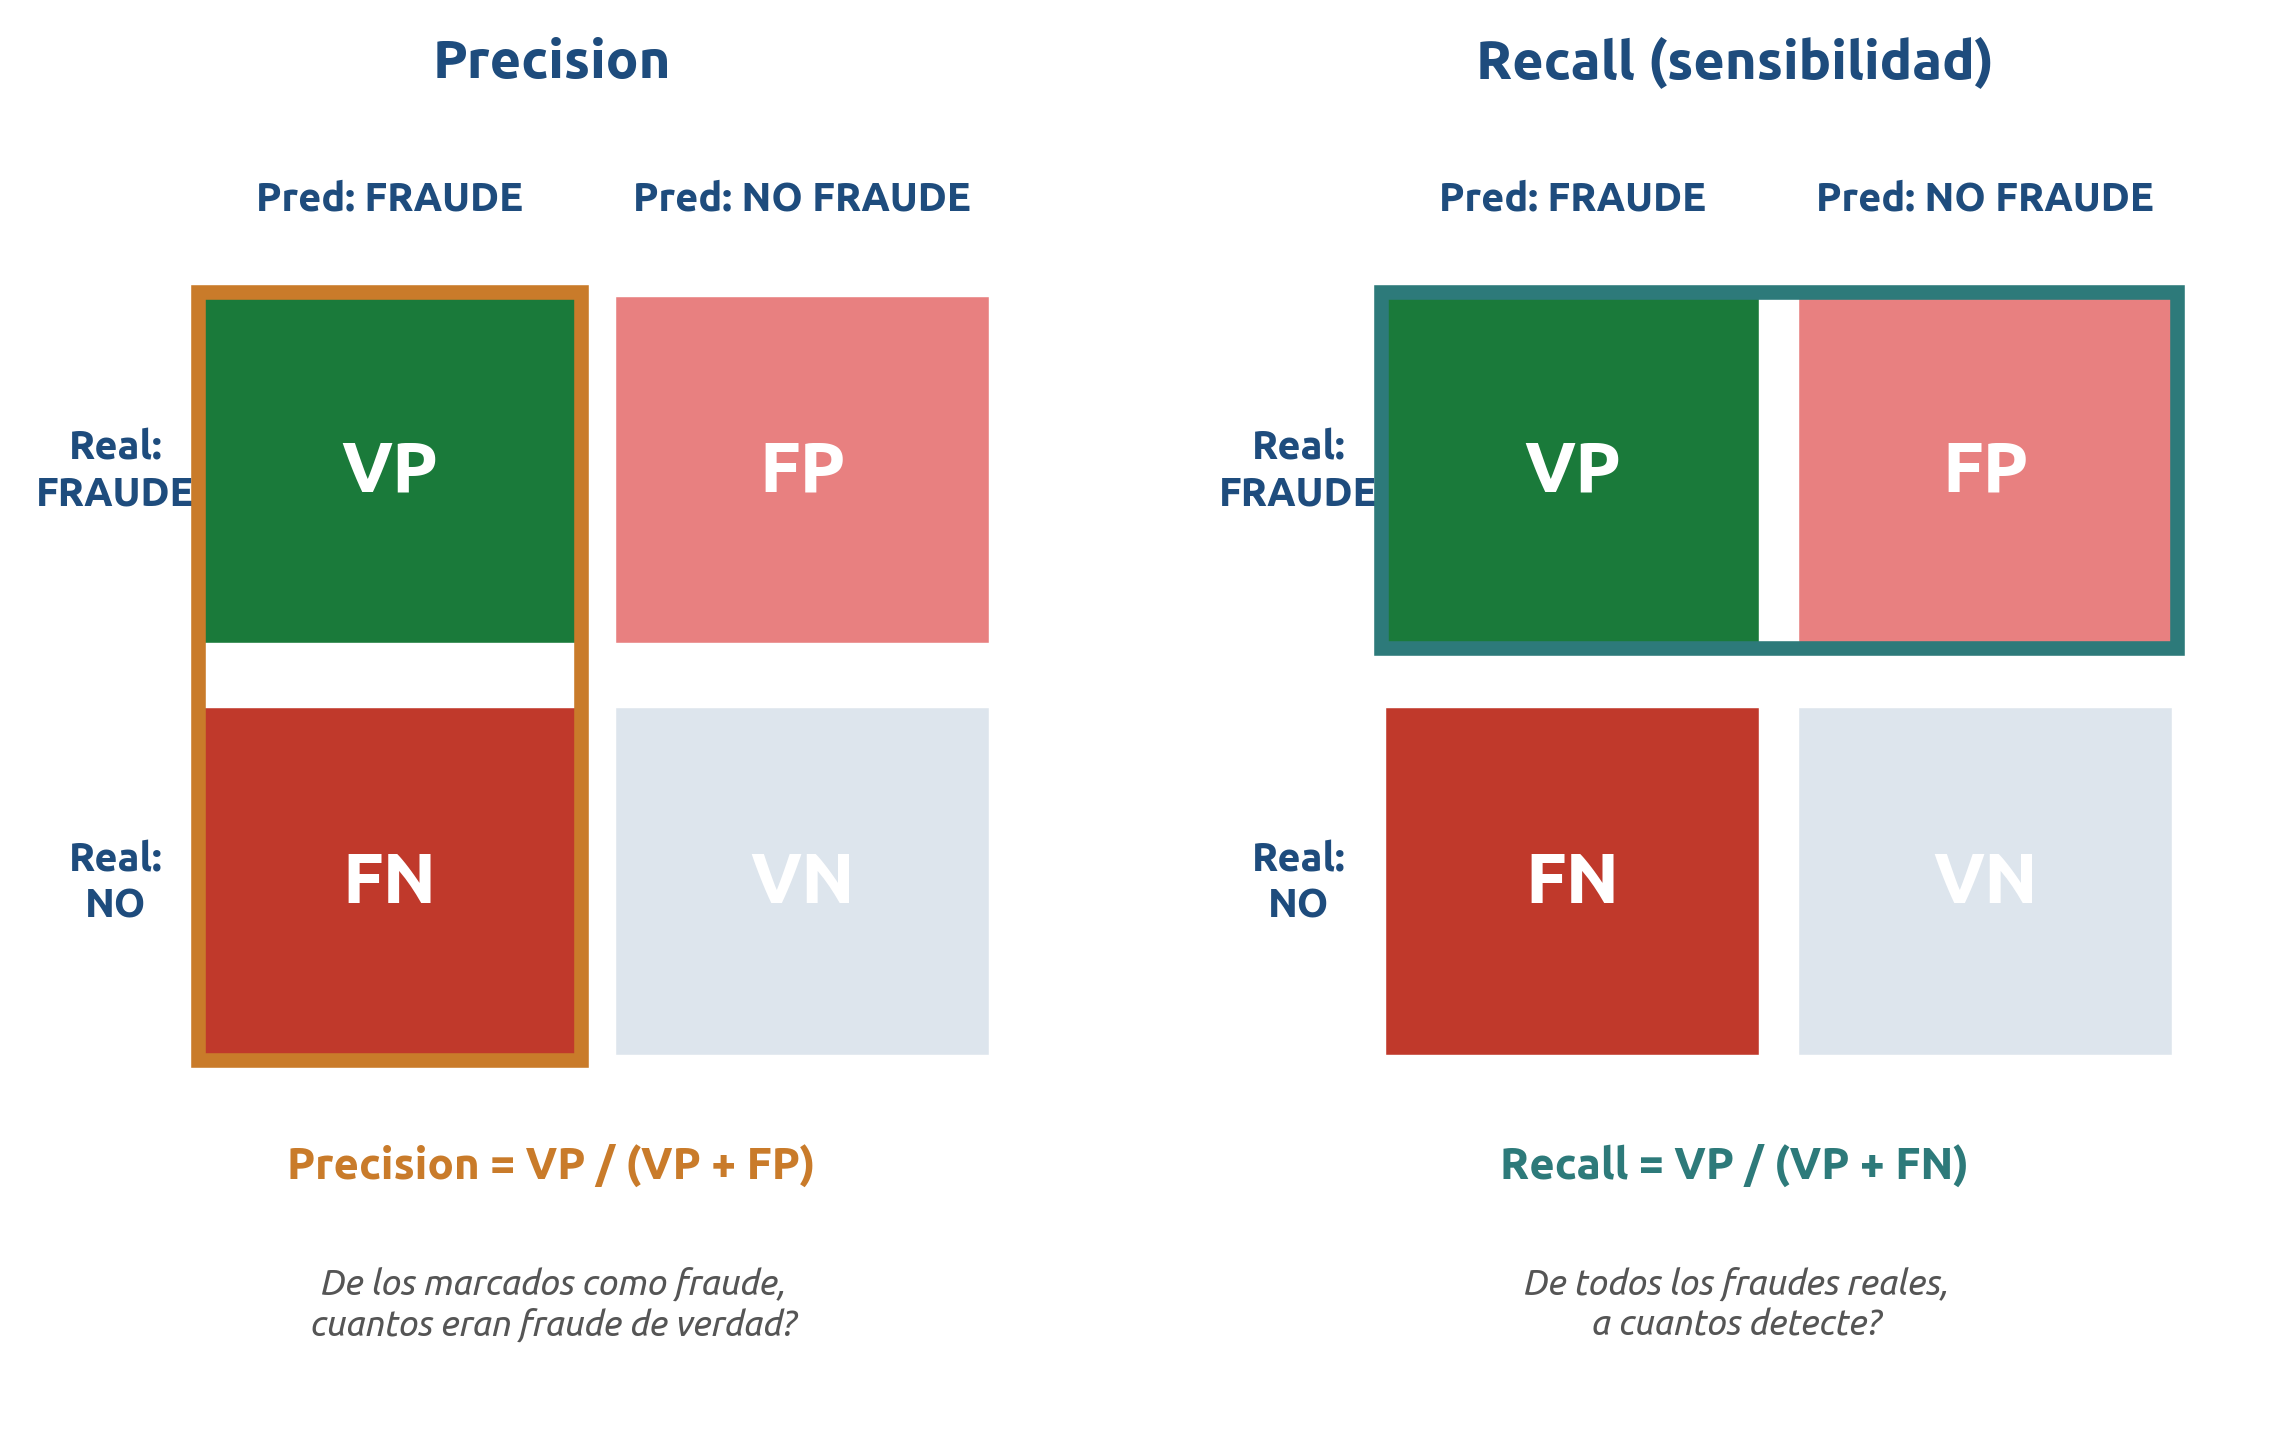 Precision
Pred: FRAUDE
Pred: NO FRAUDE
Real:
FRAUDE
VP
FP
Real:
NO
FN
VN
Precision = VP / (VP + FP)
De los marcados como fraude,
cuantos eran fraude de verdad?
Recall (sensibilidad)
Pred: FRAUDE
Pred: NO FRAUDE
Real:
FRAUDE
VP
FP
Real:
NO
FN
VN
Recall = VP / (VP + FN)
De todos los fraudes reales,
a cuantos detecte?